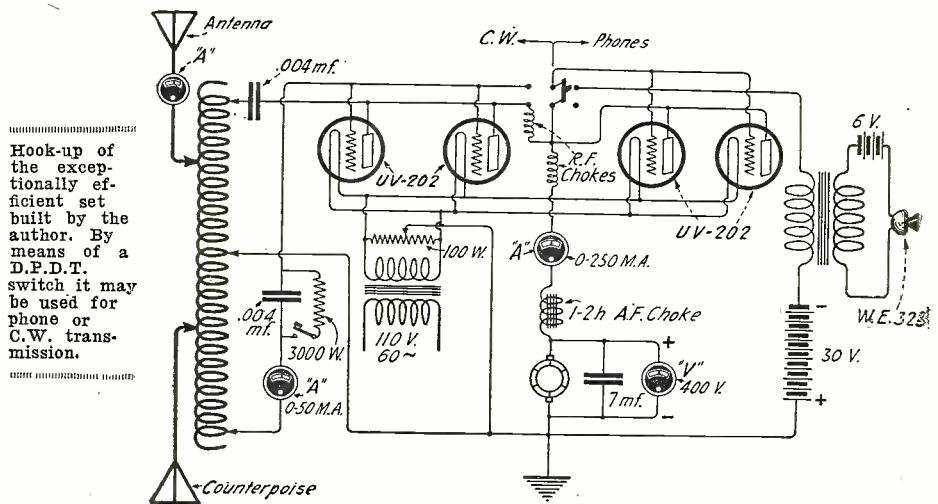 Antenna
"A"
.004 mf.
C.W.
Phones
Hook-up of
the excep-
tionally ef-
ficient set
built by the
author. By
means of a
D.P.D.T.
switch it may
be used for
phone or
C.W. trans-
mission.
UV-202
R.F.
Chokes
UV-202
6 V.
100 W.
"A"
0-250 M.A.
W.E. 323
.004
mf.
3000 W.
110 V.
60~
1-2h A.F. Choke
30 V.
"A"
0-50 M.A.
7 mf.
"V"
400 V.
+
−
−
+
Counterpoise